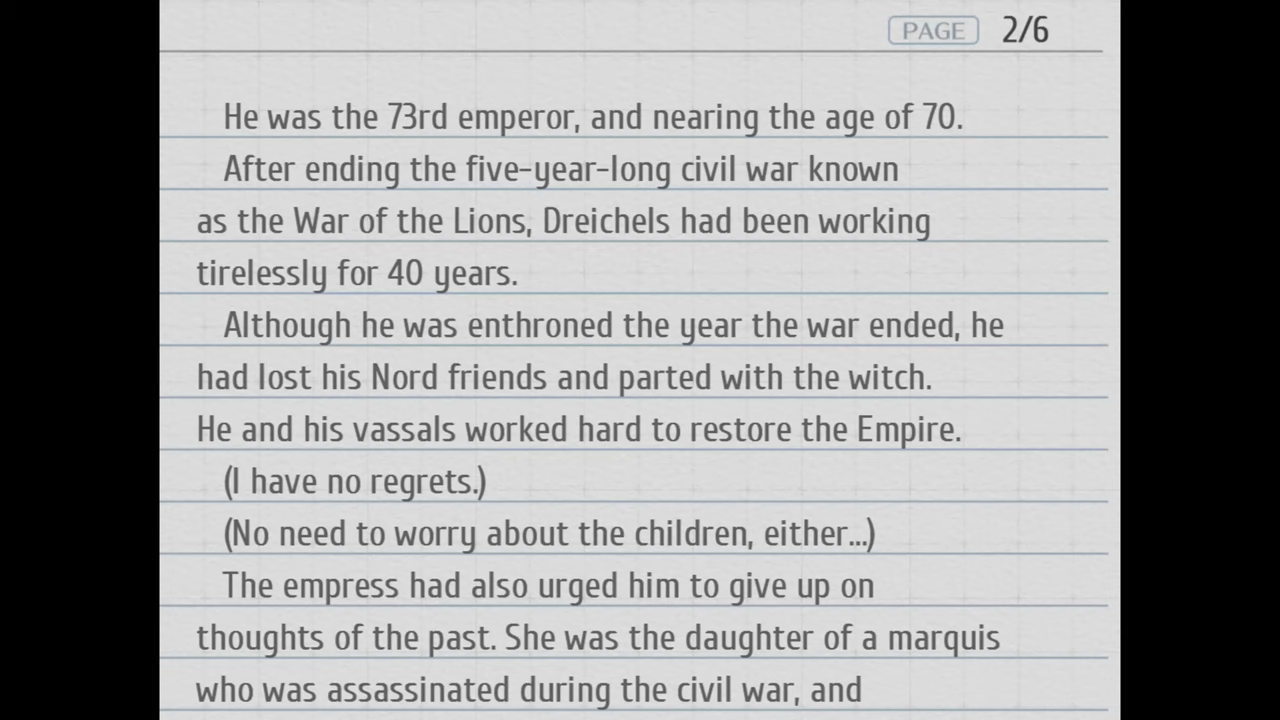 PAGE 2/6
He was the 73rd emperor, and nearing the age of 70.
After ending the five-year-long civil war known
as the War of the Lions, Dreichels had been working
tirelessly for 40 years.
Although he was enthroned the year the war ended, he
had lost his Nord friends and parted with the witch.
He and his vassals worked hard to restore the Empire.
(I have no regrets.)
(No need to worry about the children, either...)
The empress had also urged him to give up on
thoughts of the past. She was the daughter of a marquis
who was assassinated during the civil war, and